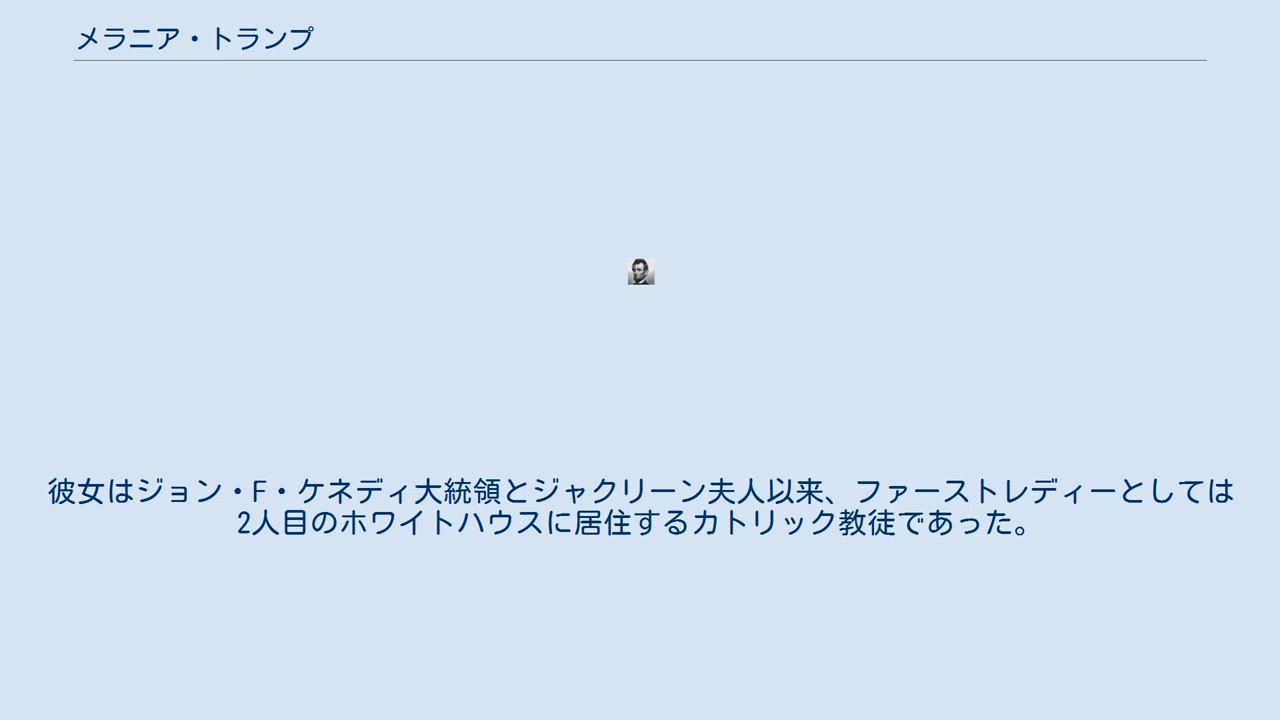 メラニア・トランプ
彼女はジョン・F・ケネディ大統領とジャクリーン夫人以来、ファーストレディーとしては
2人目のホワイトハウスに居住するカトリック教徒であった。